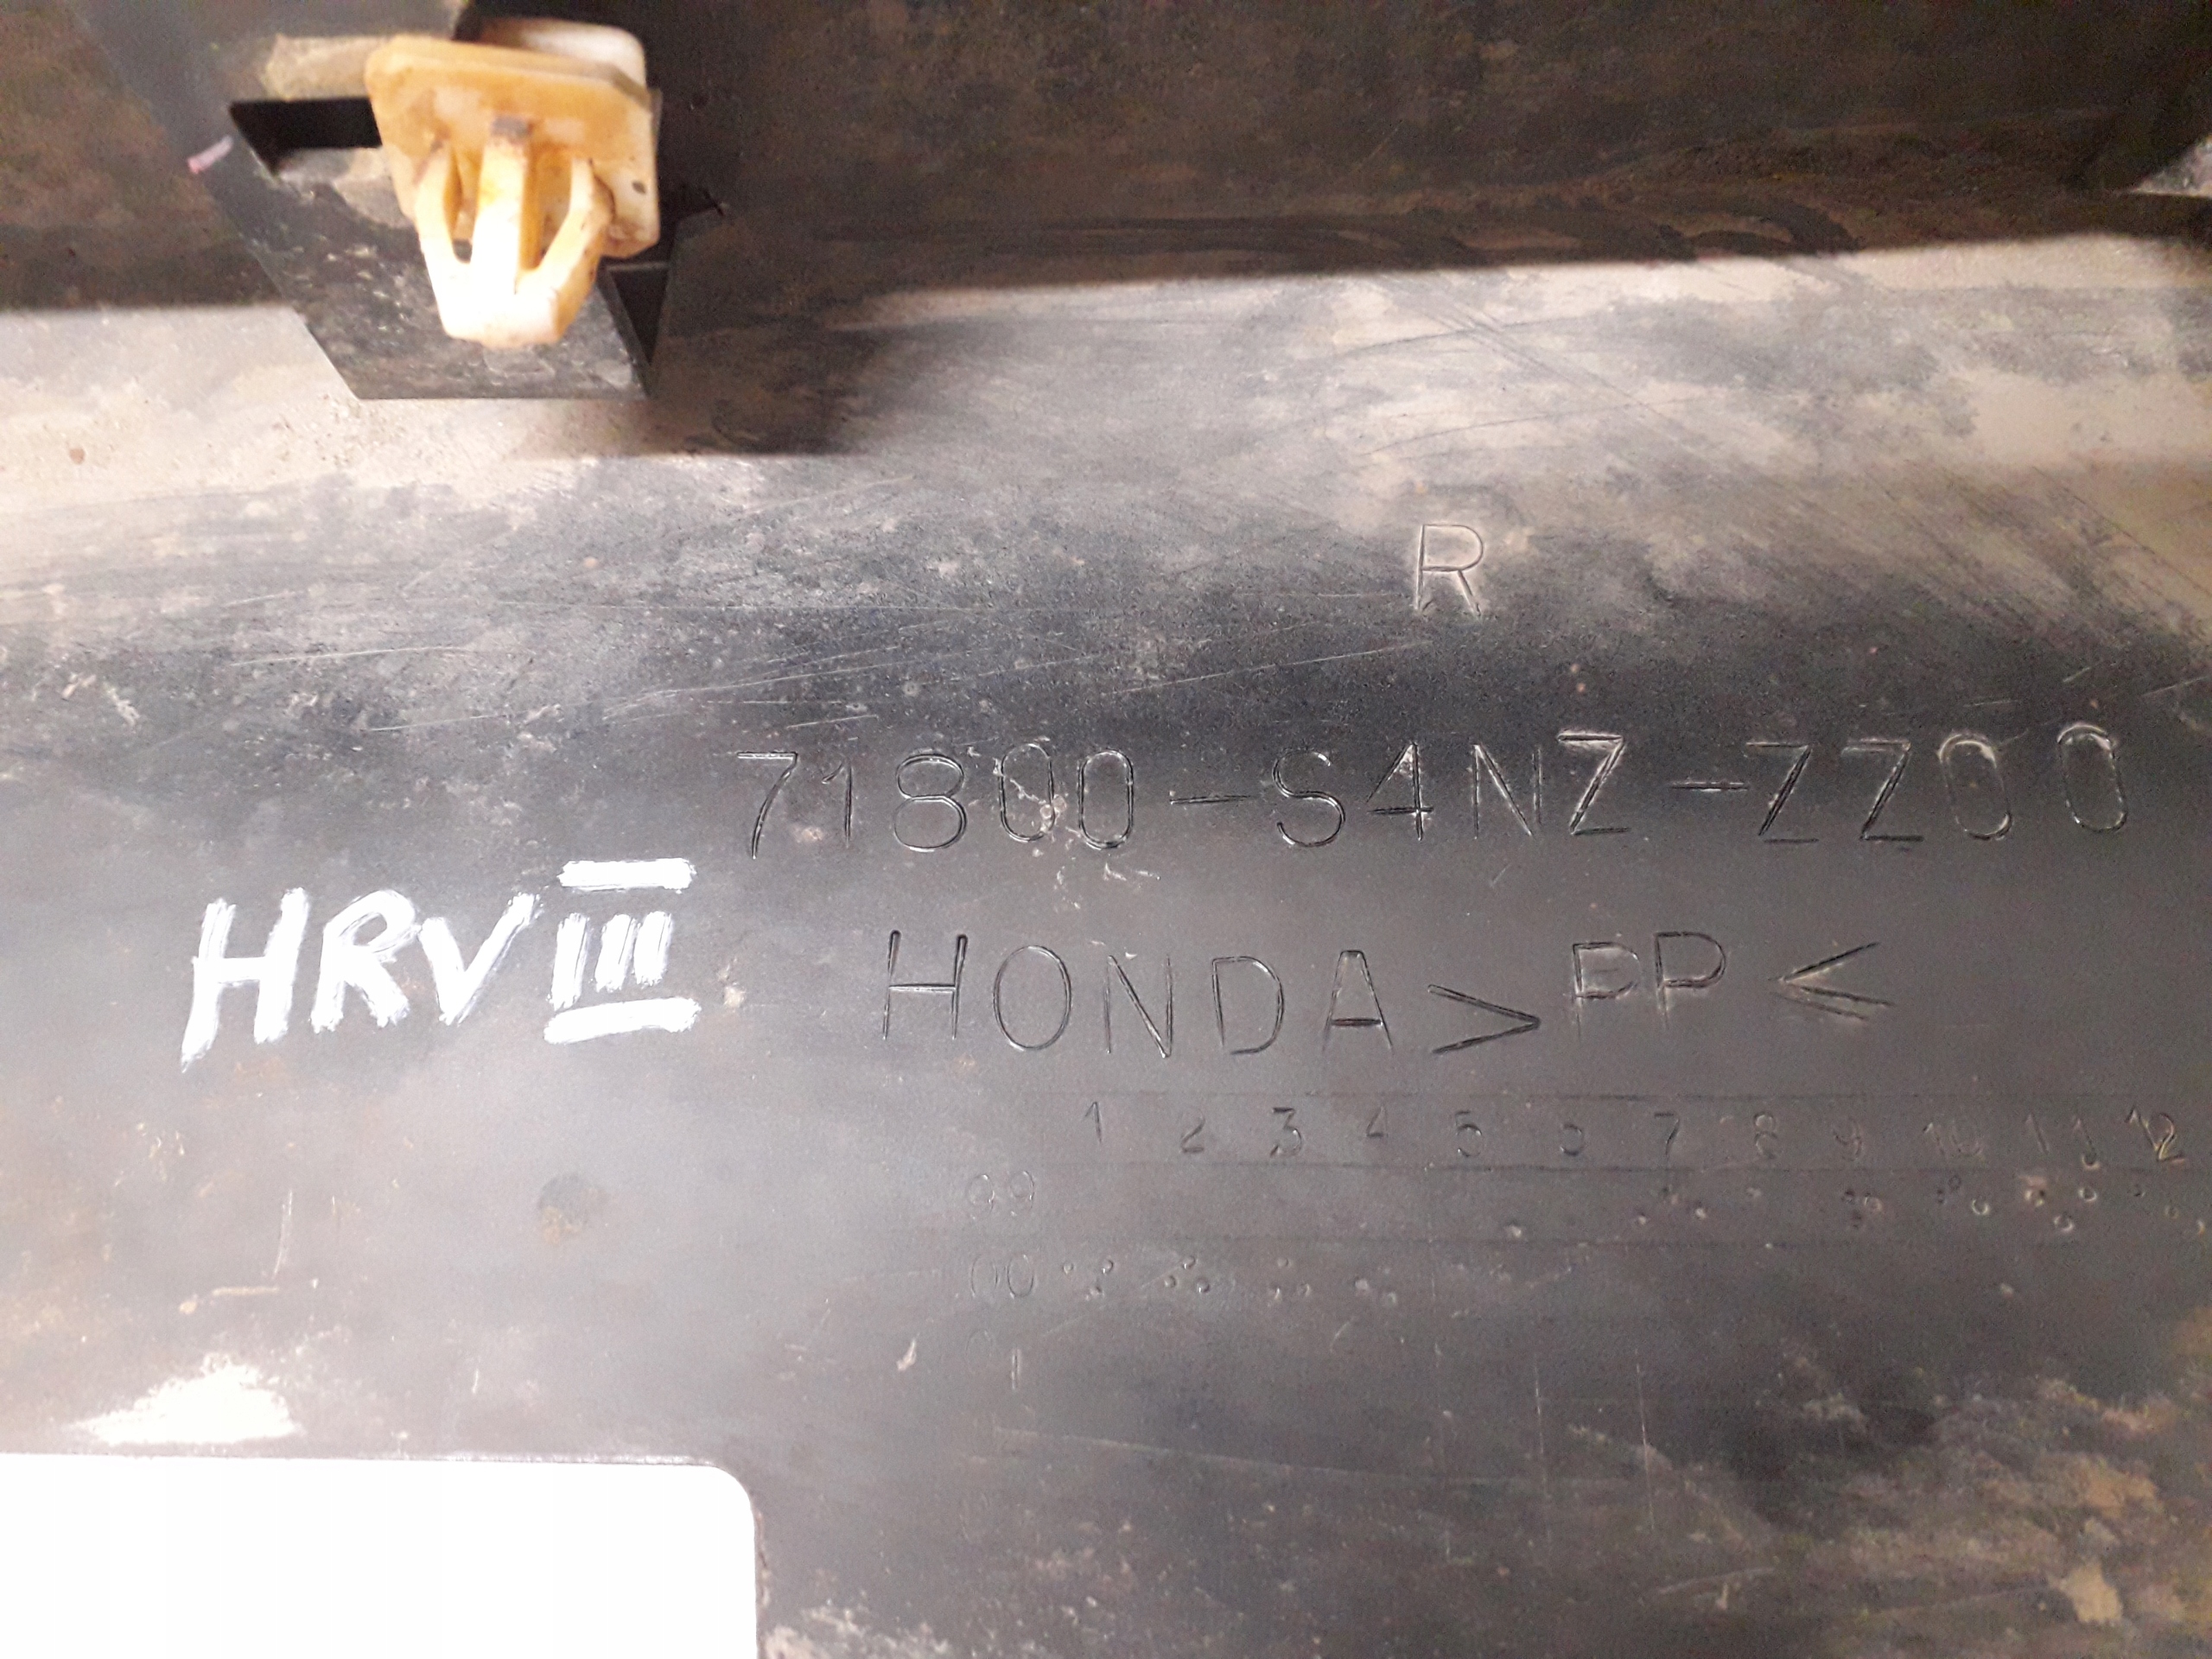 R
71800-S4NZ-ZZ00
HRV III
HONDA >PP<
1 2 3 4 5 6 7 8 9 10 11 12
99
00
01